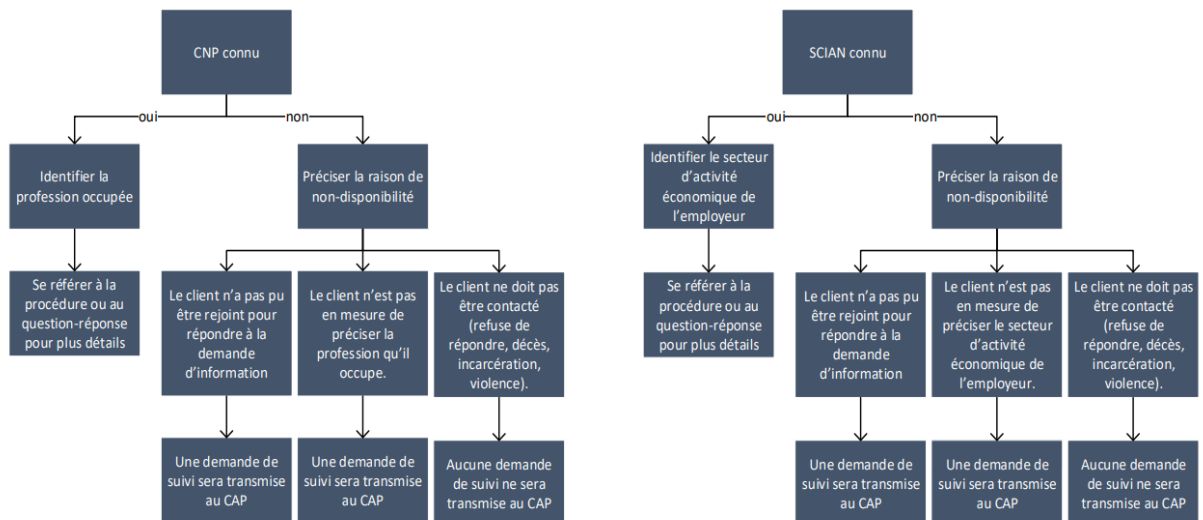 CNP connu
oui
non
Identifier la
profession occupée
Préciser la raison de
non-disponibilité
Se référer à la
procédure ou au
question-réponse
pour plus détails
Le client n'a pas pu
être rejoint pour
répondre à la
demande
d'information
Le client n'est pas
en mesure de
préciser la
profession qu'il
occupe.
Le client ne doit pas
être contacté
(refuse de
répondre, décès,
incarcération,
violence).
Une demande de
suivi sera transmise
au CAP
Une demande de
suivi sera transmise
au CAP
Aucune demande
de suivi ne sera
transmise au CAP
SCIAN connu
oui
non
Identifier le secteur
d'activité
économique de
l'employeur
Préciser la raison de
non-disponibilité
Se référer à la
procédure ou au
question-réponse
pour plus détails
Le client n'a pas pu
être rejoint pour
répondre à la
demande
d'information
Le client n'est pas
en mesure de
préciser le secteur
d'activité
économique de
l'employeur.
Le client ne doit pas
être contacté
(refuse de
répondre, décès,
incarcération,
violence).
Une demande de
suivi sera transmise
au CAP
Une demande de
suivi sera transmise
au CAP
Aucune demande
de suivi ne sera
transmise au CAP